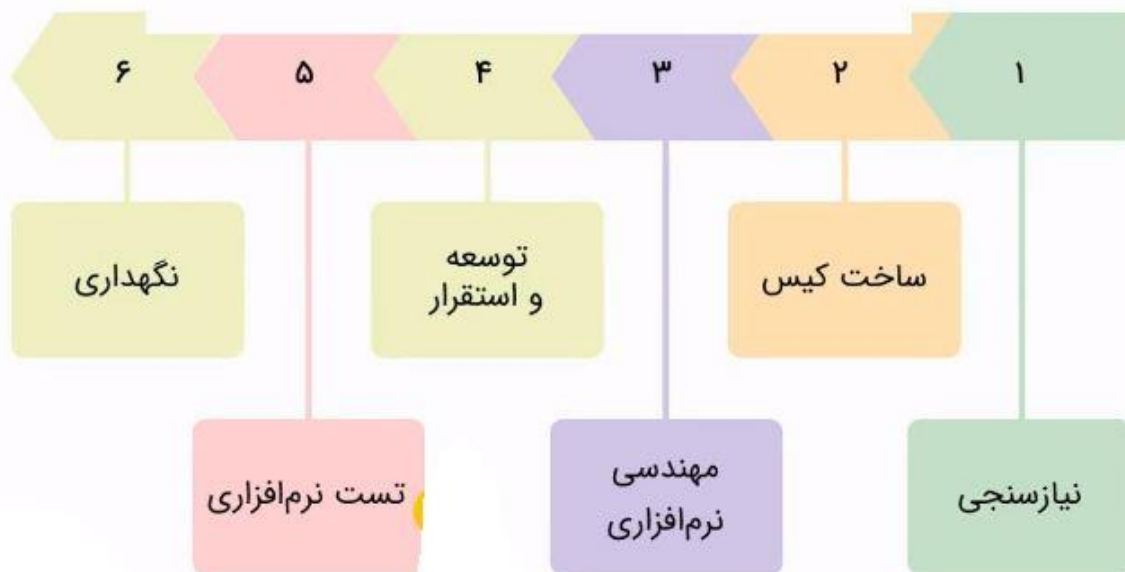 ۱
۲
۳
۴
۵
۶
ساخت کیس
توسعه
و استقرار
نگهداری
نیازسنجی
مهندسی
نرم‌افزاری
تست نرم‌افزاری